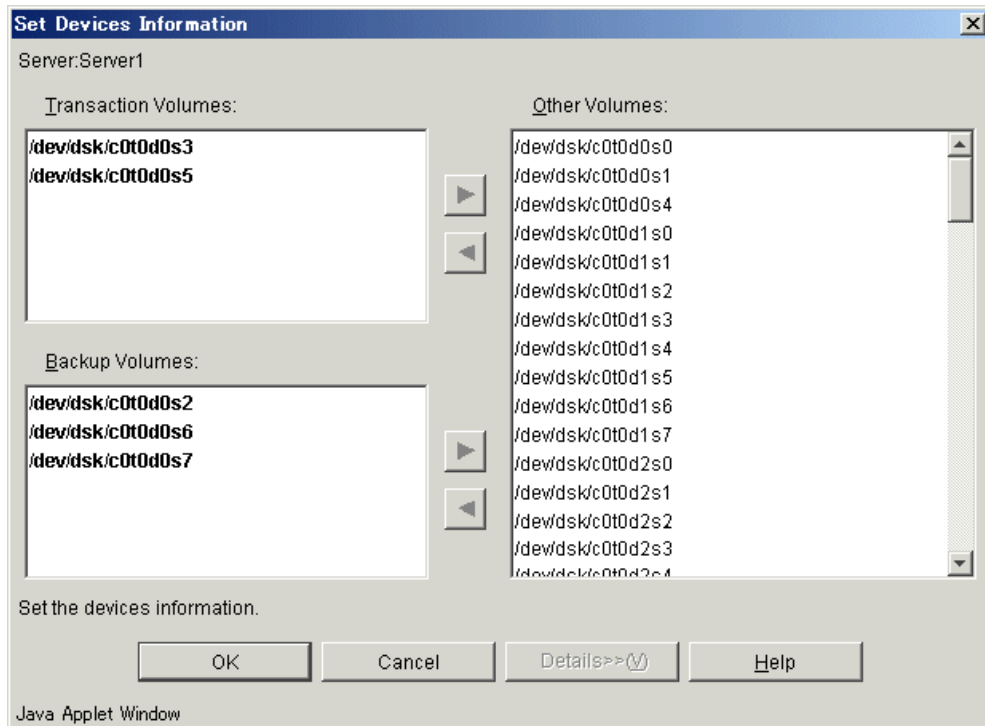 Set Devices Information
Server:Server1
Transaction Volumes:
/dev/dsk/c0t0d0s3
/dev/dsk/c0t0d0s5
Backup Volumes:
/dev/dsk/c0t0d0s2
/dev/dsk/c0t0d0s6
/dev/dsk/c0t0d0s7
Other Volumes:
/dev/dsk/c0t0d0s0
/dev/dsk/c0t0d0s1
/dev/dsk/c0t0d0s4
/dev/dsk/c0t0d1s0
/dev/dsk/c0t0d1s1
/dev/dsk/c0t0d1s2
/dev/dsk/c0t0d1s3
/dev/dsk/c0t0d1s4
/dev/dsk/c0t0d1s5
/dev/dsk/c0t0d1s6
/dev/dsk/c0t0d1s7
/dev/dsk/c0t0d2s0
/dev/dsk/c0t0d2s1
/dev/dsk/c0t0d2s2
/dev/dsk/c0t0d2s3
/dev/dsk/c0t0d2s4
Set the devices information.
OK Cancel Details>>(V) Help
Java Applet Window